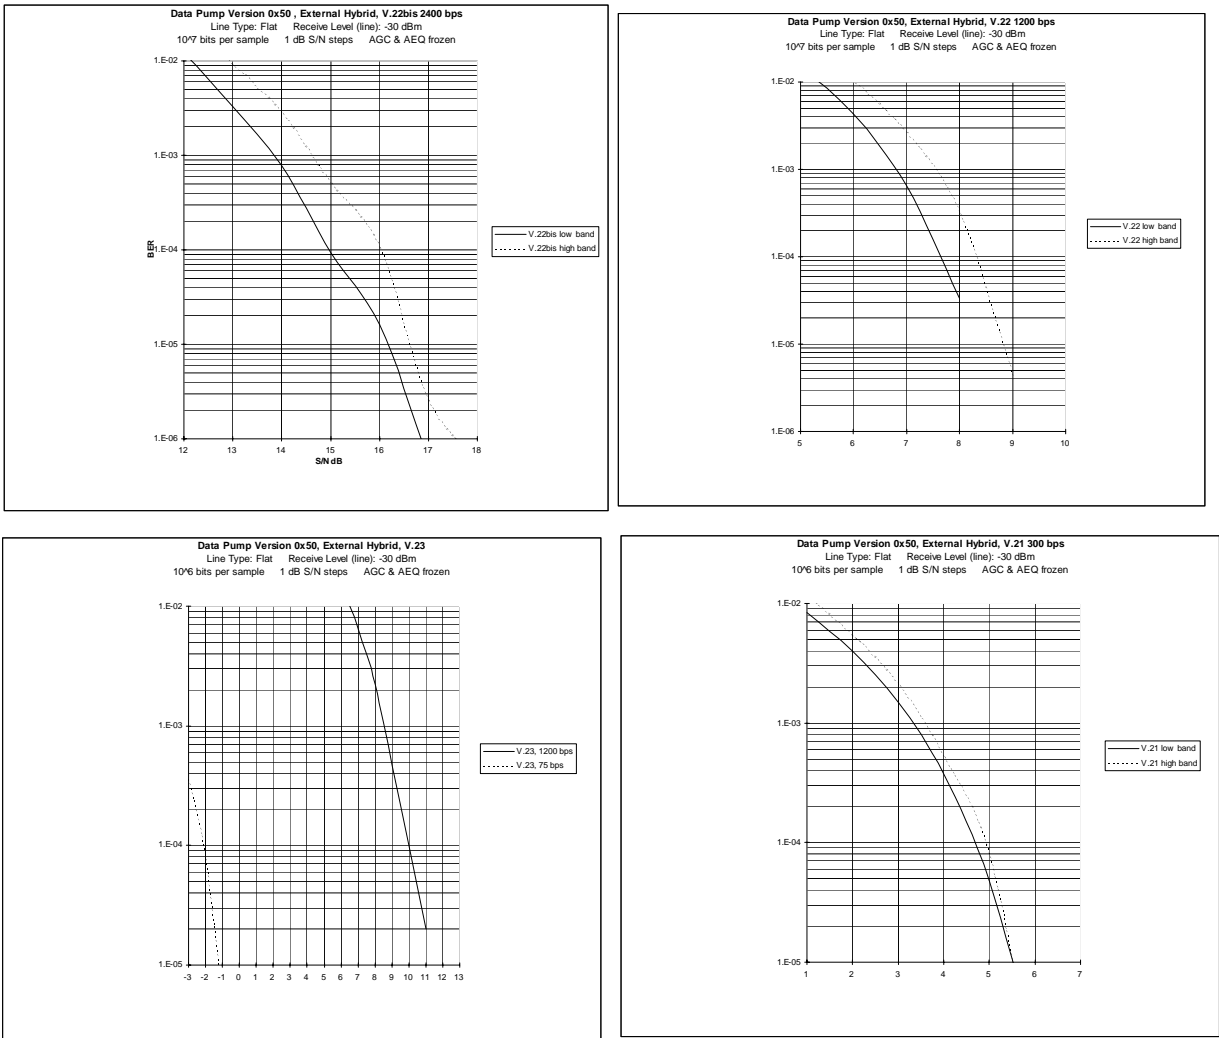 Data Pump Version 0x50 , External Hybrid, V.22bis 2400 bps
Line Type: Flat Receive Level (line): -30 dBm
10^7 bits per sample 1 dB S/N steps AGC & AEQ frozen
1.E-02
1.E-03
1.E-04
1.E-05
1.E-06
BER
12 13 14 15 16 17 18
S/N dB
V.22bis low band
V.22bis high band
Data Pump Version 0x50, External Hybrid, V.22 1200 bps
Line Type: Flat Receive Level (line): -30 dBm
10^7 bits per sample 1 dB S/N steps AGC & AEQ frozen
1.E-02
1.E-03
1.E-04
1.E-05
1.E-06
5 6 7 8 9 10
V.22 low band
V.22 high band
Data Pump Version 0x50, External Hybrid, V.23
Line Type: Flat Receive Level (line): -30 dBm
10^6 bits per sample 1 dB S/N steps AGC & AEQ frozen
1.E-02
1.E-03
1.E-04
1.E-05
-3 -2 -1 0 1 2 3 4 5 6 7 8 9 10 11 12 13
V.23, 1200 bps
V.23, 75 bps
Data Pump Version 0x50, External Hybrid, V.21 300 bps
Line Type: Flat Receive Level (line): -30 dBm
10^6 bits per sample 1 dB S/N steps AGC & AEQ frozen
1.E-02
1.E-03
1.E-04
1.E-05
1 2 3 4 5 6 7
V.21 low band
V.21 high band